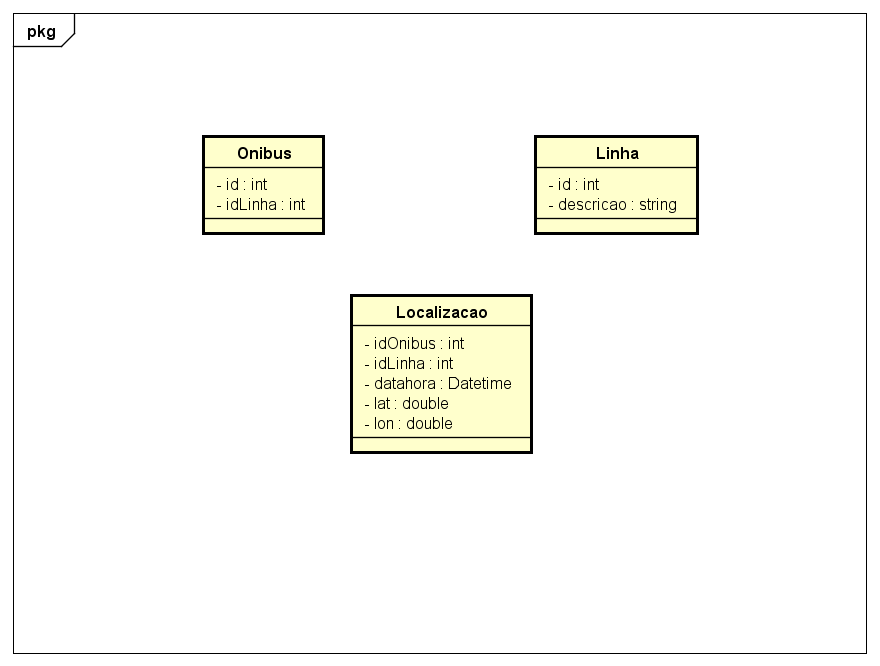 pkg
Onibus
- id : int
- idLinha : int
Linha
- id : int
- descricao : string
Localizacao
- idOnibus : int
- idLinha : int
- datahora : Datetime
- lat : double
- lon : double